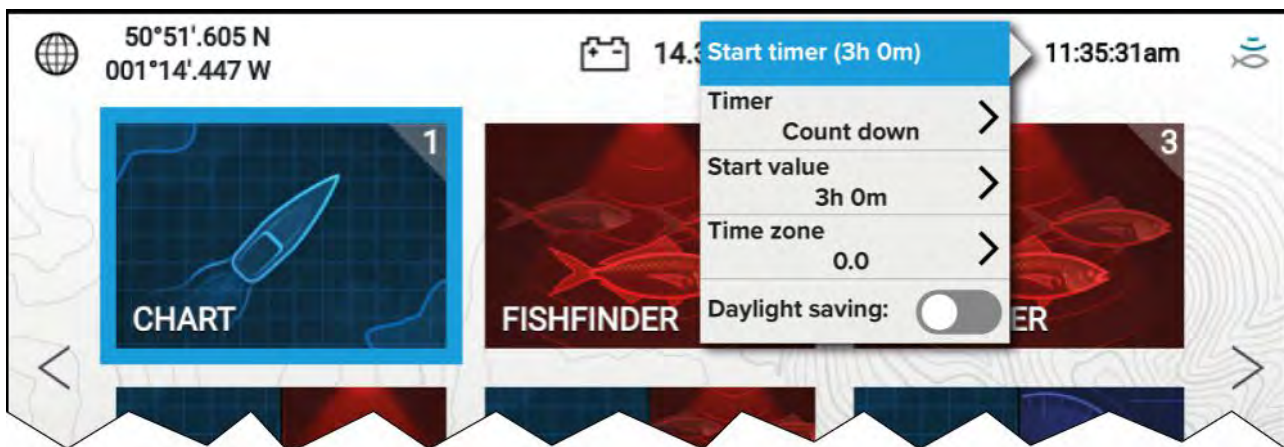 50°51'.605 N
001°14'.447 W
14.
11:35:31am
Start timer (3h 0m)
Timer
Count down
Start value
3h 0m
Time zone
0.0
Daylight saving:
1
CHART
FISHFINDER
3
ER